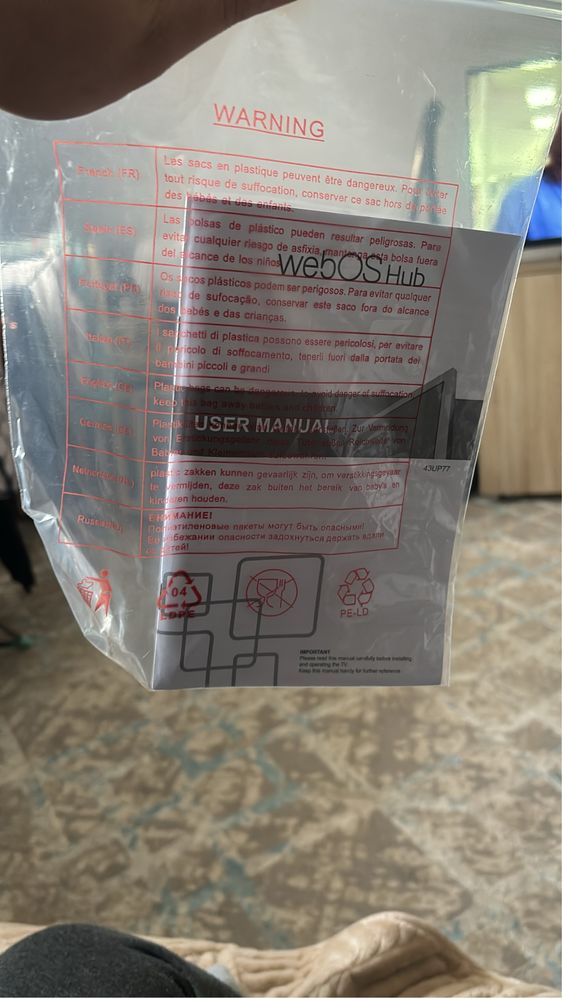 WARNING
French (FR)
Les sacs en plastique peuvent être dangereux. Pour éviter
tout risque de suffocation, conserver ce sac hors de portée
des bébés et des enfants.
Spain (ES)
Las bolsas de plástico pueden resultar peligrosas. Para
evitar cualquier riesgo de asfixia, mantenga esta bolsa fuera
del alcance de los niños
webOS Hub
Os sacos plásticos podem ser perigosos. Para evitar qualquer
risco de sufocação, conservar este saco fora do alcance
dos bebés e das crianças.
I sacchetti di plastica possono essere pericolosi, per evitare
il pericolo di soffocamento, tenerli fuori dalla portata dei
bambini piccoli e grandi
Plastic bags can be dangerous, to avoid danger of suffocation
keep this bag away babies and children.
USER MANUAL
Zur Vermeidung
von
43UP77
plastic zakken kunnen gevaarlijk zijn, om verstikkingsgevaar
te vermijden, deze zak buiten het bereik van baby's en
kinderen houden.
ВНИМАНИЕ!
Полиэтиленовые пакеты могут быть опасными!
избежании опасности задохнуться держать вдали
от детей!
04
LDPE
PE-LD
IMPORTANT
Please read this manual carefully before installing
and operating the TV.
Keep this manual handy for further reference